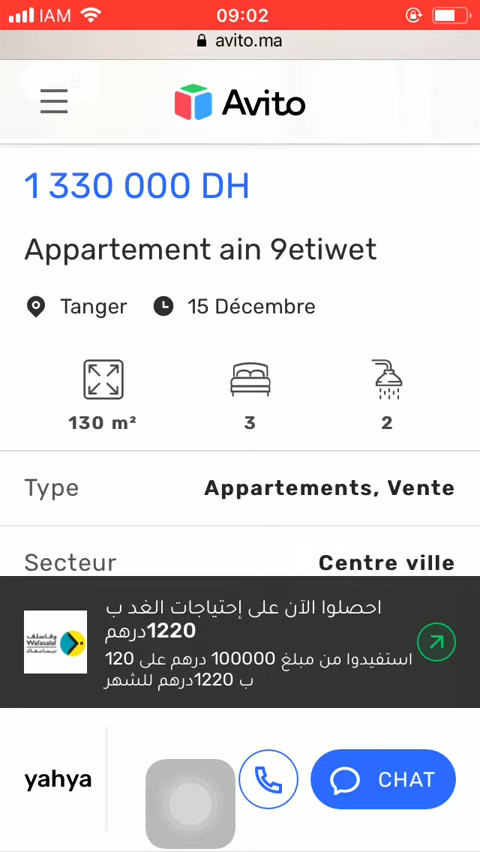 IAM 09:02
avito.ma
Avito
1 330 000 DH
Appartement ain 9etiwet
Tanger 15 Décembre
130 m² 3 2
Type Appartements, Vente
Secteur Centre ville
احصلوا الآن على إحتياجات الغد ب
1220درهم
استفيدوا من مبلغ 100000 درهم على 120
ب 1220درهم للشهر
وفاسلف
Wafasalaf
yahya CHAT